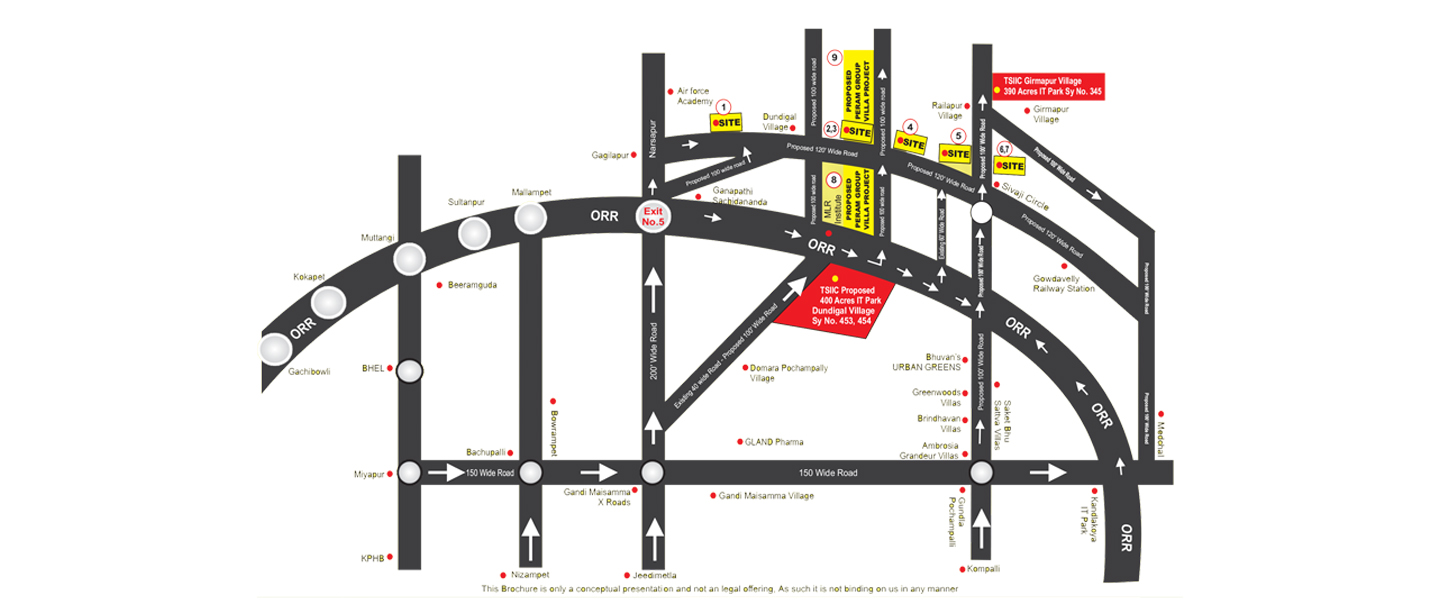 Air force
Academy
1
SITE
Dundigal
Village
Narsapur
Gagilapur
Proposed 100 wide road
9
PROPOSED
PERAM GROUP
VILLA PROJECT
Proposed 100 wide road
2,3
SITE
4
SITE
5
SITE
6,7
SITE
Railapur
Village
TSIIC Girmapur Village
390 Acres IT Park Sy No. 345
Girmapur
Village
Proposed 100' Wide Road
Proposed 100' Wide Road
Proposed 120' Wide Road
Proposed 120' Wide Road
Proposed 100 wide road
Ganapathi
Sachidananda
Proposed 100 wide road
MLR
Institute
8
PROPOSED
PERAM GROUP
VILLA PROJECT
Proposed 100 wide road
Existing 60' Wide Road
Sivaji Circle
Proposed 120' Wide Road
Gowdavelly
Railway Station
Proposed 100' Wide Road
Proposed 100' Wide Road
Mallampet
Sultanpur
Muttangi
Kokapet
ORR
Gachibowli
Beeramguda
ORR
Exit
No.5
ORR
ORR
ORR
ORR
TSIIC Proposed
400 Acres IT Park
Dundigal Village
Sy No. 453, 454
Proposed 100' Wide Road
200' Wide Road
Existing 40 wide Road - Proposed 100' Wide Road
Domara Pochampally
Village
GLAND Pharma
BHEL
Bowrampet
Bachupalli
Miyapur
150 Wide Road
150 Wide Road
Gandi Maisamma
X Roads
Gandi Maisamma Village
Bhuvan's
URBAN GREENS
Greenwoods
Villas
Brindhavan
Villas
Ambrosia
Grandeur Villas
Proposed 100' Wide Road
Saket Bhu
Sattva Villas
Medchal
Gundla
Pochampalli
Kandlakoya
IT Park
KPHB
Nizampet
Jeedimetla
Kompalli
This Brochure is only a conceptual presentation and not an legal offering. As such it is not binding on us in any manner